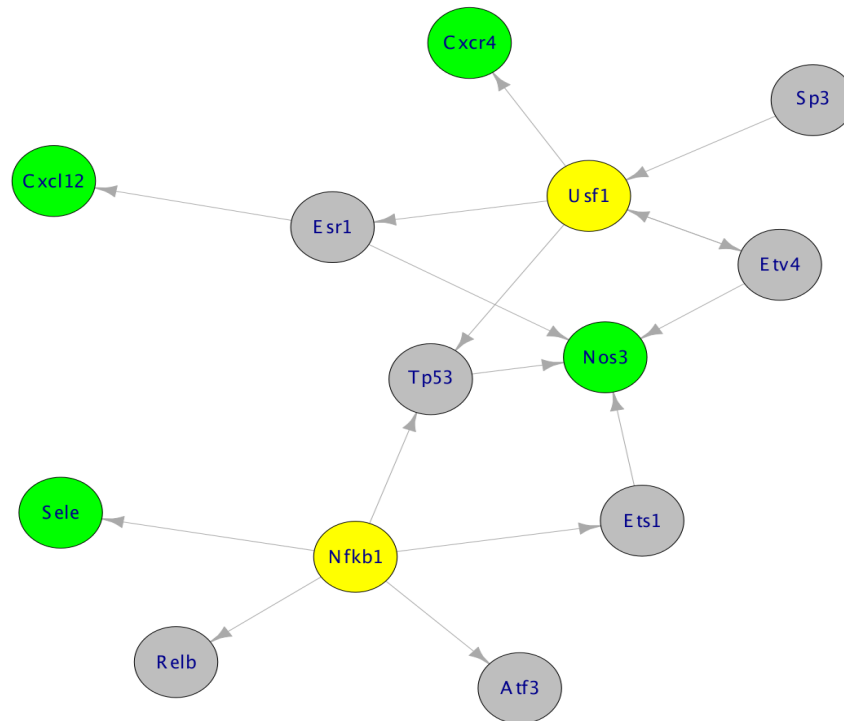 Cxcr4
Sp3
Cxcl12
Usf1
Esr1
Etv4
Nos3
Tp53
Sele
Ets1
Nfkb1
Relb
Atf3